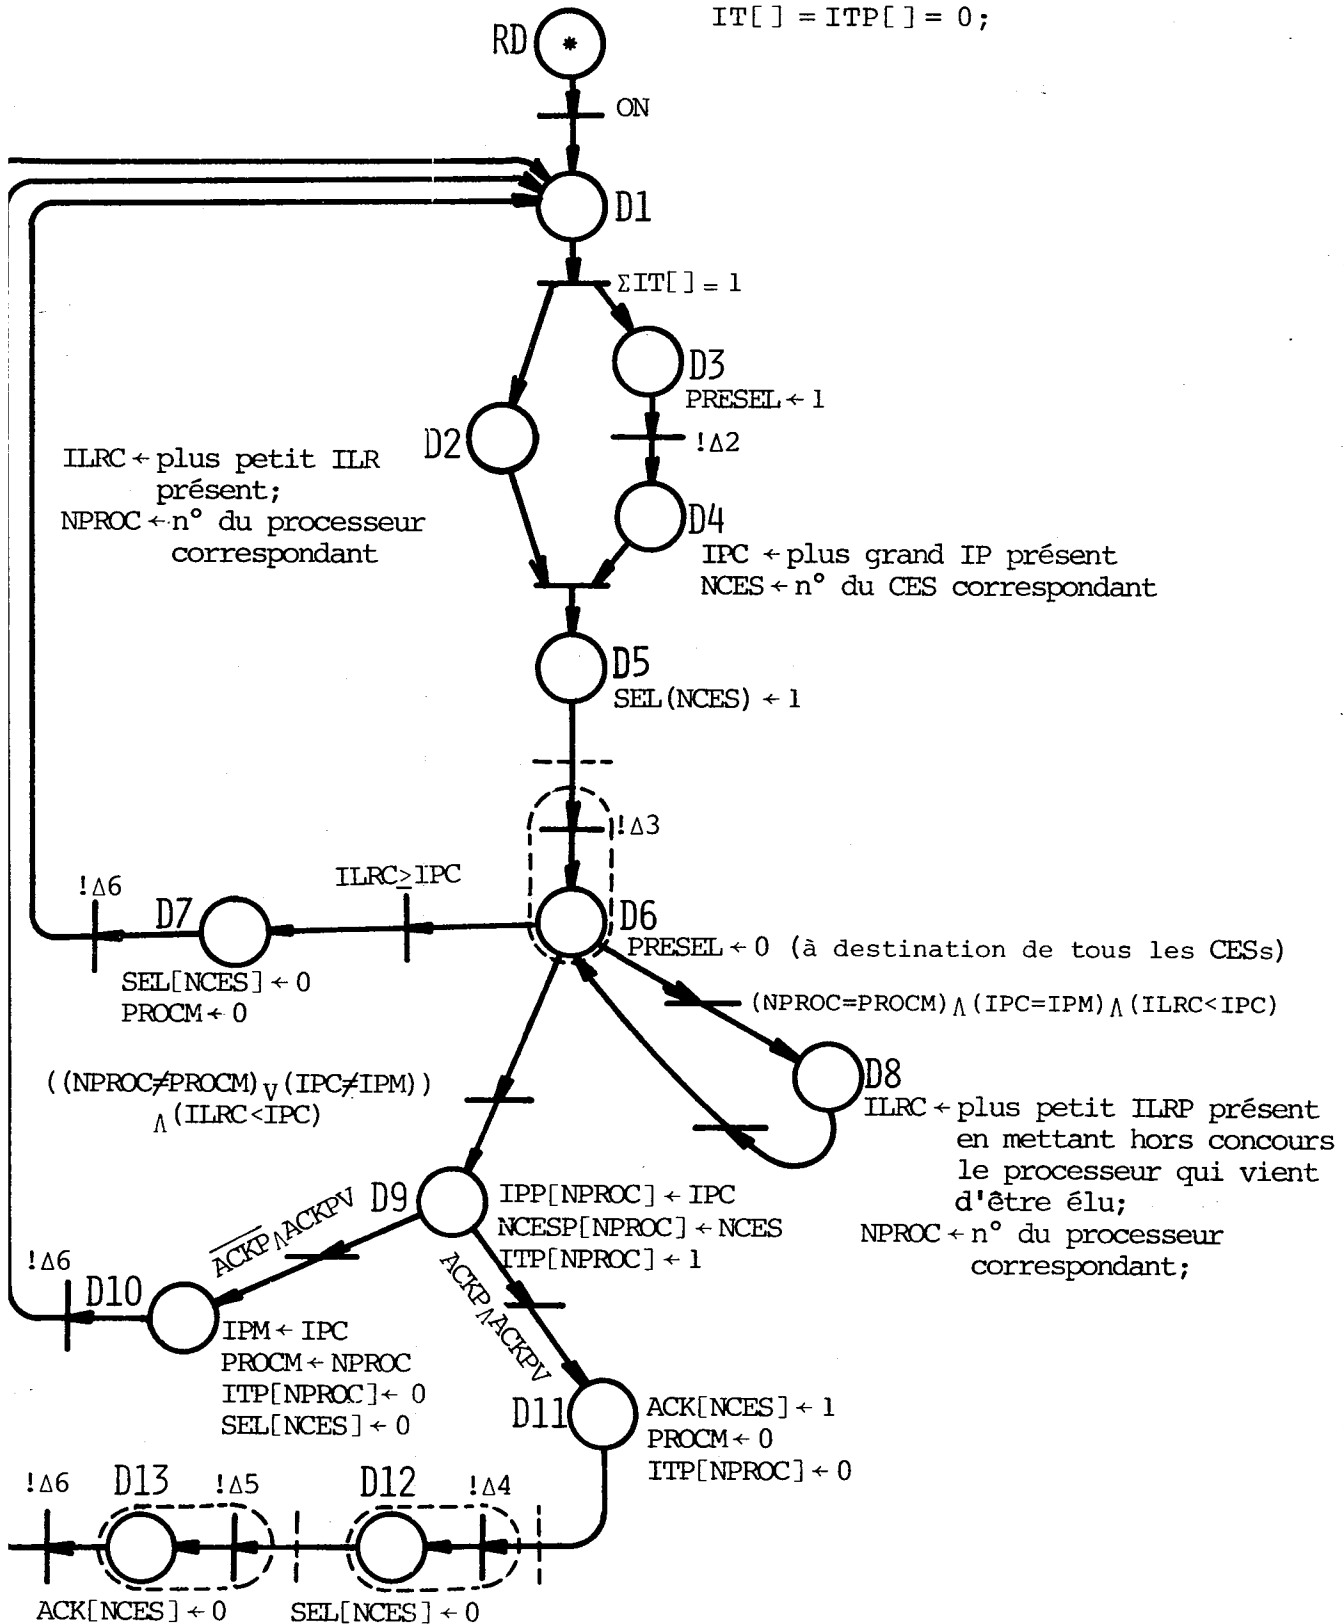 IT[ ] = ITP[ ] = 0;
RD
*
ON
D1
ΣIT[ ] = 1
D3
PRESEL ← 1
D2
!Δ2
ILRC ← plus petit ILR
présent;
NPROC ← n° du processeur
correspondant
D4
IPC ← plus grand IP présent
NCES ← n° du CES correspondant
D5
SEL(NCES) ← 1
!Δ3
!Δ6
D7
ILRC≥IPC
D6
PRESEL ← 0 (à destination de tous les CESs)
SEL[NCES] ← 0
PROCM ← 0
(NPROC=PROCM) ∧ (IPC=IPM) ∧ (ILRC<IPC)
((NPROC≠PROCM) ∨ (IPC≠IPM))
∧ (ILRC<IPC)
D8
ILRC ← plus petit ILRP présent
en mettant hors concours
le processeur qui vient
d'être élu;
NPROC ← n° du processeur
correspondant;
D9
IPP[NPROC] ← IPC
NCESP[NPROC] ← NCES
ITP[NPROC] ← 1
A̅C̅K̅P̅ ∧ ACKPV
ACKP ∧ ACKPV
!Δ6
D10
IPM ← IPC
PROCM ← NPROC
ITP[NPROC] ← 0
SEL[NCES] ← 0
D11
ACK[NCES] ← 1
PROCM ← 0
ITP[NPROC] ← 0
!Δ6
D13
!Δ5
D12
!Δ4
ACK[NCES] ← 0
SEL[NCES] ← 0